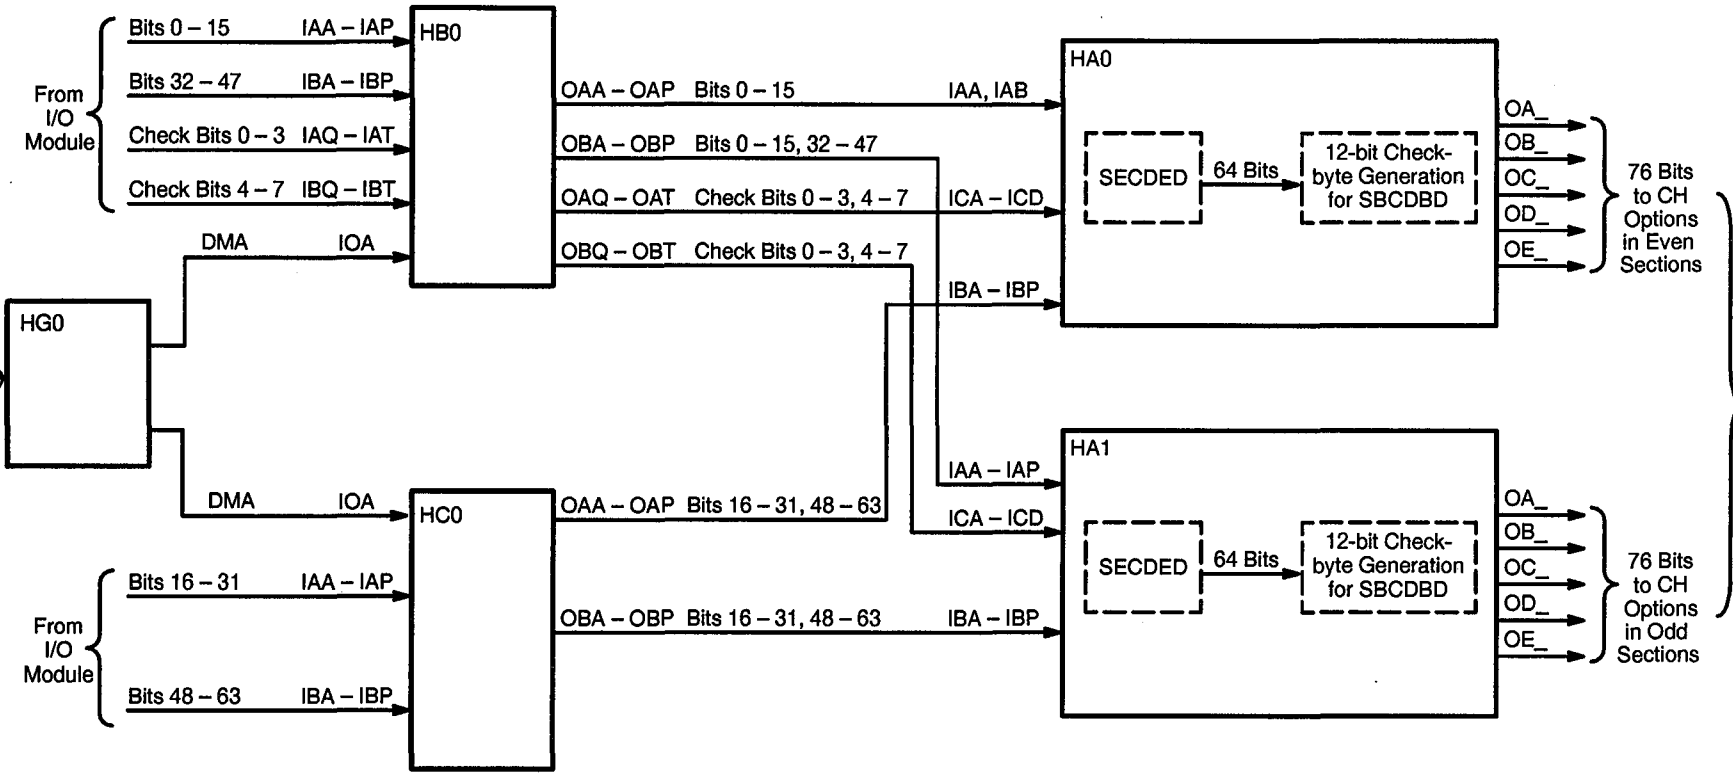 Bits 0 – 15 IAA – IAP
Bits 32 – 47 IBA – IBP
Check Bits 0 – 3 IAQ – IAT
Check Bits 4 – 7 IBQ – IBT
From
I/O
Module
DMA IOA
HB0
OAA – OAP Bits 0 – 15 IAA, IAB
OBA – OBP Bits 0 – 15, 32 – 47
OAQ – OAT Check Bits 0 – 3, 4 – 7 ICA – ICD
OBQ – OBT Check Bits 0 – 3, 4 – 7
IBA – IBP
HA0
SECDED
64 Bits
12-bit Check-
byte Generation
for SBCDBD
OA_
OB_
OC_
OD_
OE_
76 Bits
to CH
Options
in Even
Sections
HG0
DMA IOA
HC0
OAA – OAP Bits 16 – 31, 48 – 63
OBA – OBP Bits 16 – 31, 48 – 63 IBA – IBP
Bits 16 – 31 IAA – IAP
From
I/O
Module
Bits 48 – 63 IBA – IBP
IAA – IAP
ICA – ICD
HA1
SECDED
64 Bits
12-bit Check-
byte Generation
for SBCDBD
OA_
OB_
OC_
OD_
OE_
76 Bits
to CH
Options
in Odd
Sections